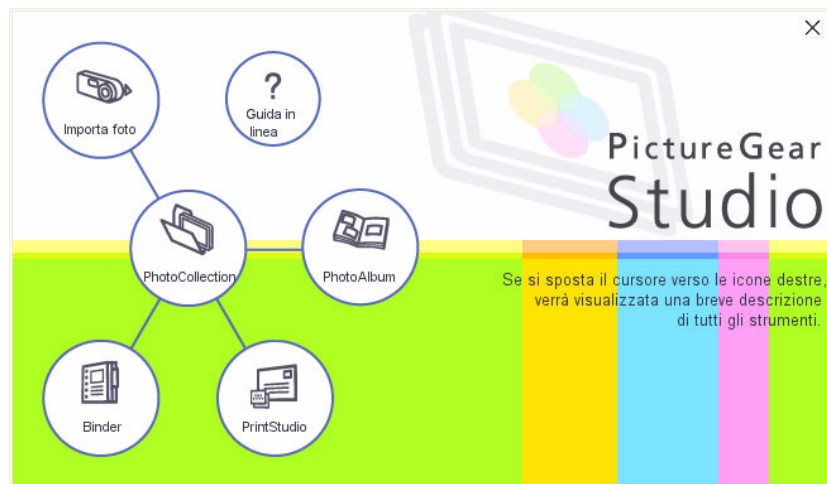 Importa foto
?
Guida in
linea
PictureGear
Studio
PhotoCollection
PhotoAlbum
Se si sposta il cursore verso le icone destre,
verrà visualizzata una breve descrizione
di tutti gli strumenti.
Binder
PrintStudio